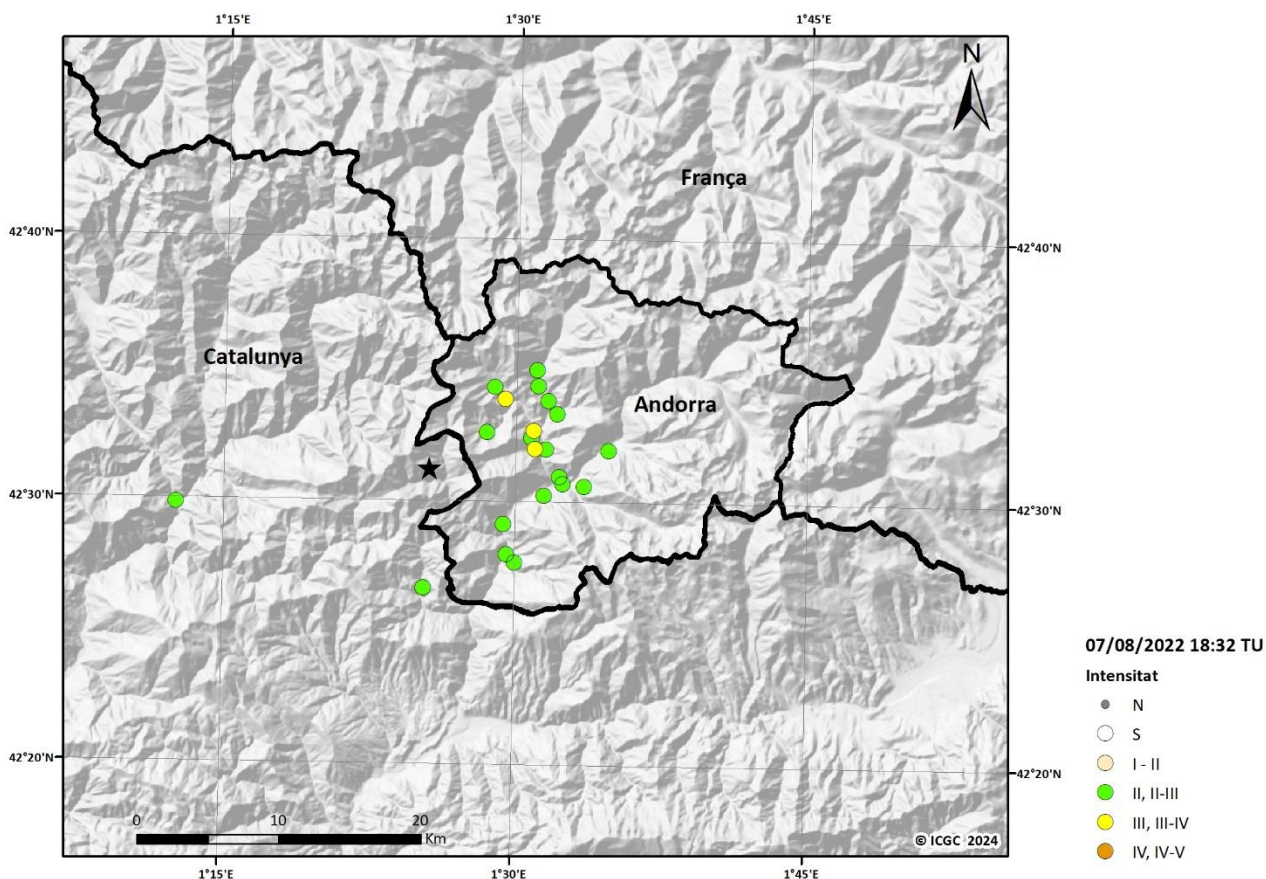 1°15'E 1°30'E 1°45'E
N
França
42°40'N 42°40'N
Catalunya
Andorra
42°30'N 42°30'N
42°20'N 42°20'N
0 10 20
Km
© ICGC 2024
1°15'E 1°30'E 1°45'E
07/08/2022 18:32 TU
Intensitat
N
S
I - II
II, II-III
III, III-IV
IV, IV-V